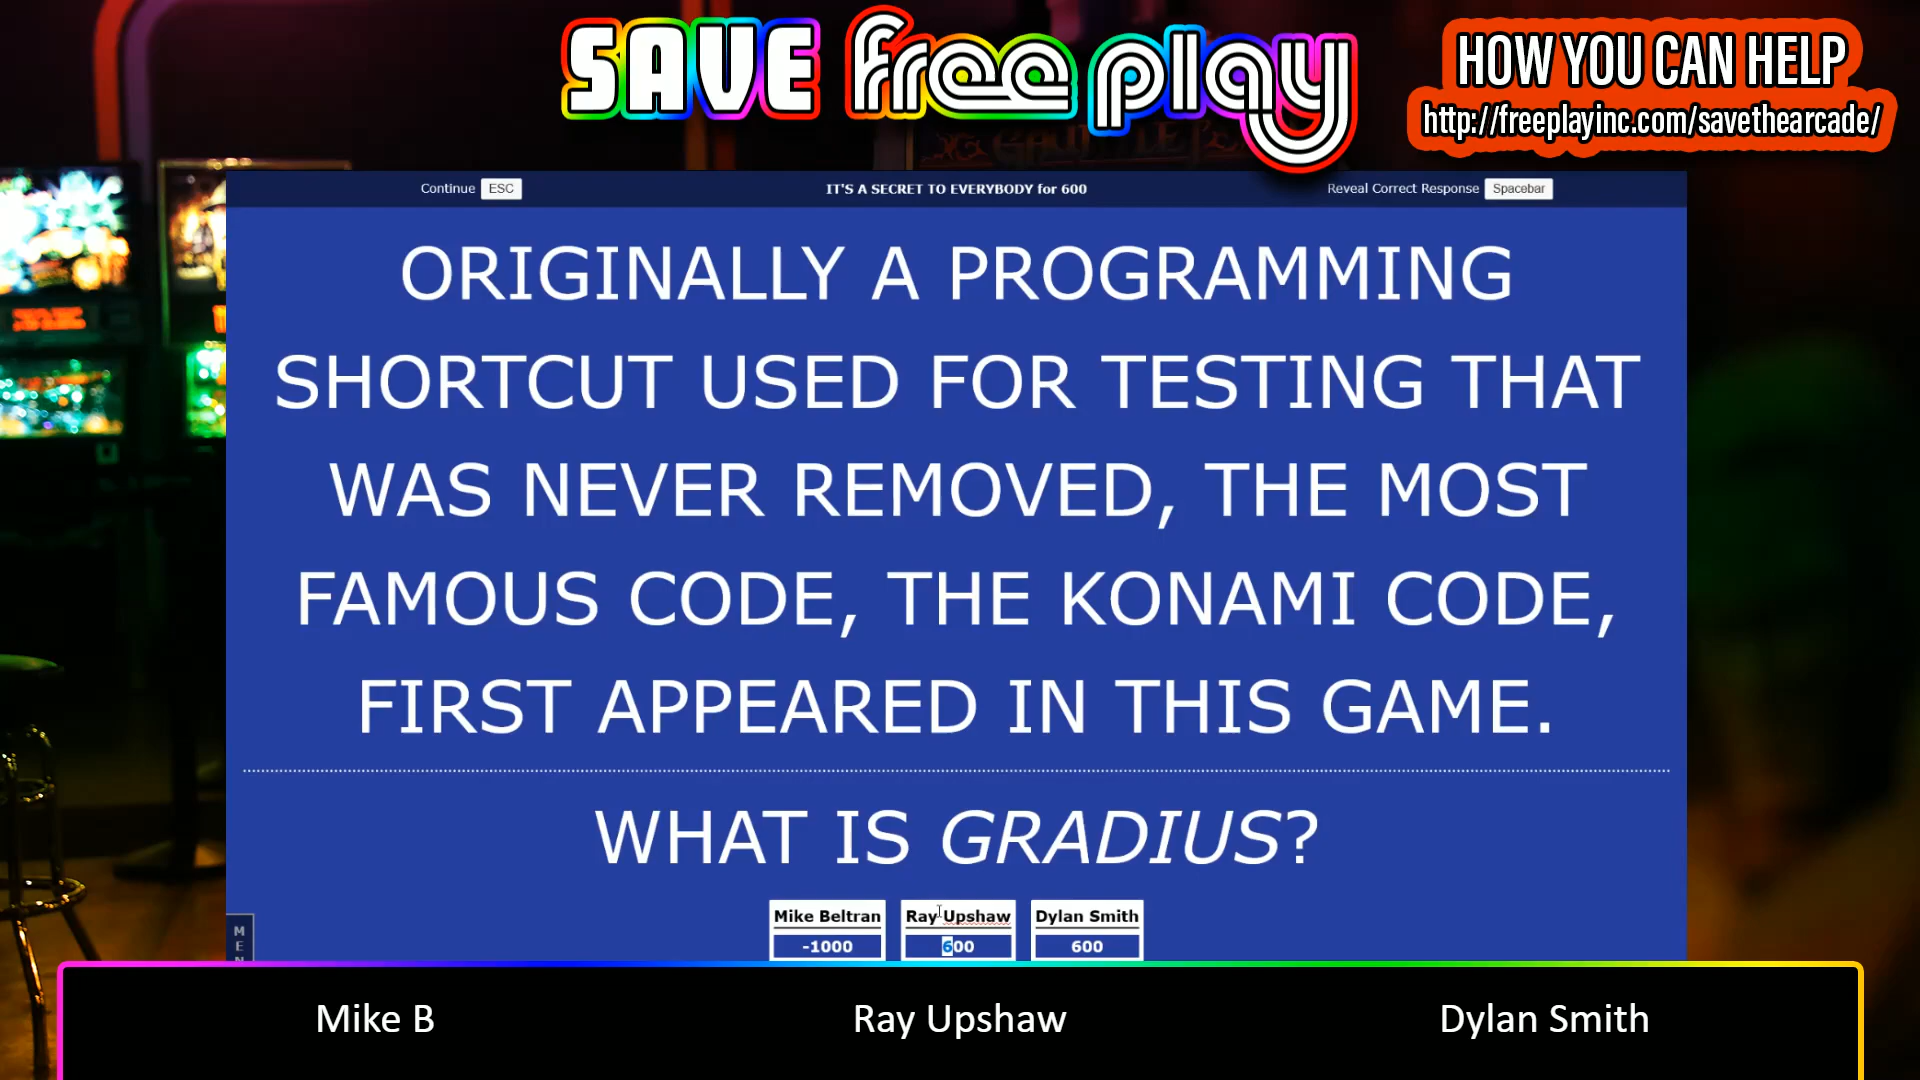 SAVE free play
HOW YOU CAN HELP
http://freeplayinc.com/savethearcade/
Continue ESC
IT'S A SECRET TO EVERYBODY for 600
Reveal Correct Response Spacebar
ORIGINALLY A PROGRAMMING
SHORTCUT USED FOR TESTING THAT
WAS NEVER REMOVED, THE MOST
FAMOUS CODE, THE KONAMI CODE,
FIRST APPEARED IN THIS GAME.
WHAT IS GRADIUS?
Mike Beltran
Ray Upshaw
Dylan Smith
-1000
600
600
M
E
N
Mike B
Ray Upshaw
Dylan Smith